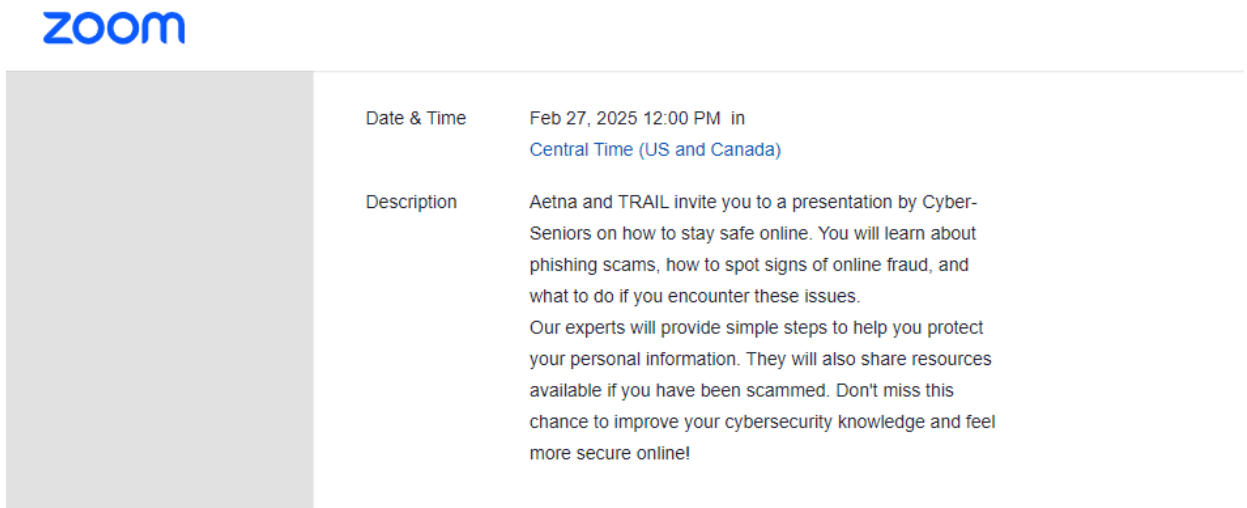 zoom
Date & Time
Feb 27, 2025 12:00 PM in
Central Time (US and Canada)
Description
Aetna and TRAIL invite you to a presentation by Cyber-
Seniors on how to stay safe online. You will learn about
phishing scams, how to spot signs of online fraud, and
what to do if you encounter these issues.
Our experts will provide simple steps to help you protect
your personal information. They will also share resources
available if you have been scammed. Don't miss this
chance to improve your cybersecurity knowledge and feel
more secure online!